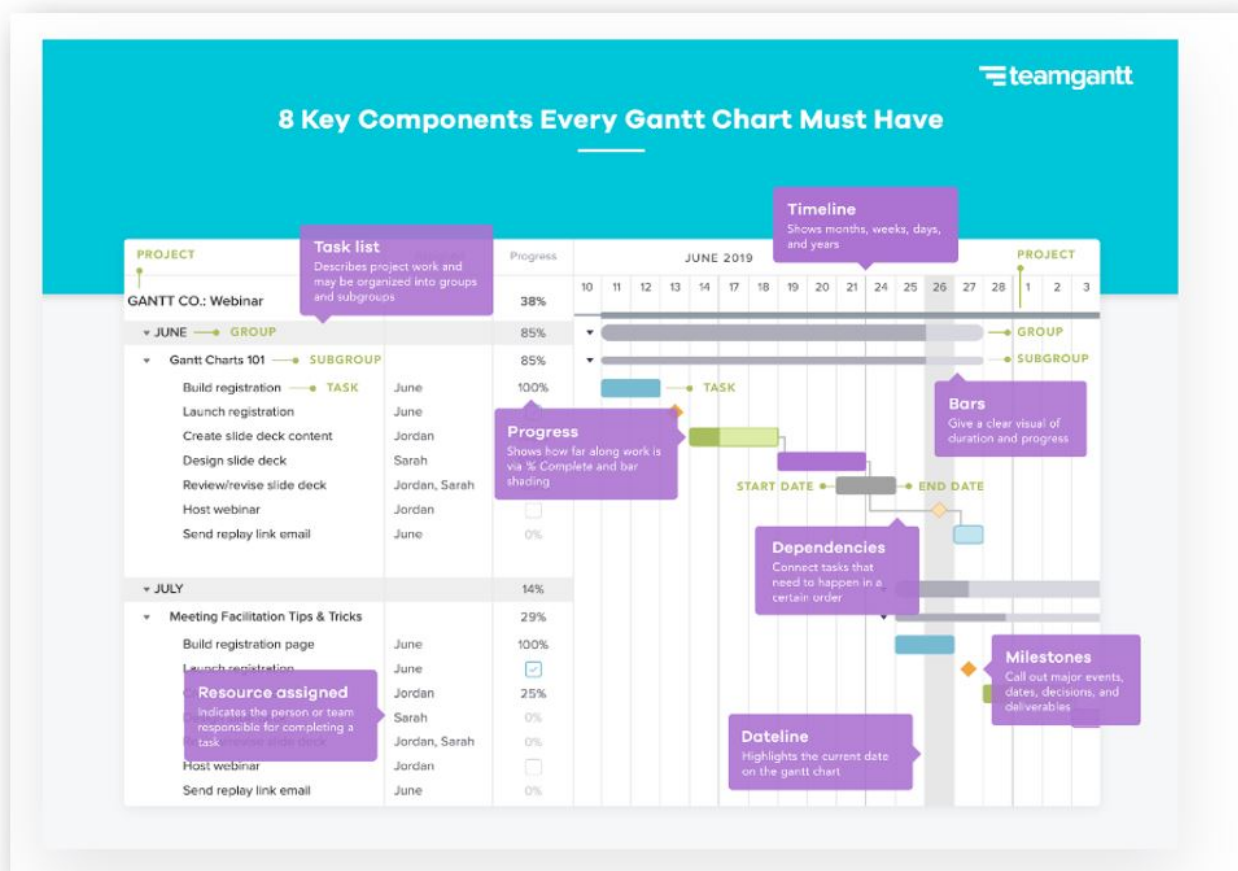 teamgantt
8 Key Components Every Gantt Chart Must Have
Timeline
Shows months, weeks, days,
and years
Task list
Describes project work and
may be organized into groups
and subgroups
PROJECT
Progress
JUNE 2019
PROJECT
10 11 12 13 14 17 18 19 20 21 24 25 26 27 28 1 2 3
GANTT CO.: Webinar 38%
JUNE GROUP 85% GROUP
Gantt Charts 101 SUBGROUP 85% SUBGROUP
Build registration TASK June 100% TASK
Launch registration June
Create slide deck content Jordan
Design slide deck Sarah
Review/revise slide deck Jordan, Sarah START DATE END DATE
Host webinar Jordan
Send replay link email June 0%
Progress
Shows how far along work is
via % Complete and bar
shading
Bars
Give a clear visual of
duration and progress
Dependencies
Connect tasks that
need to happen in a
certain order
JULY 14%
Meeting Facilitation Tips & Tricks 29%
Build registration page June 100%
Launch registration June
Jordan 25%
Sarah 0%
Jordan, Sarah 0%
Host webinar Jordan
Send replay link email June 0%
Resource assigned
Indicates the person or team
responsible for completing a
task
Milestones
Call out major events,
dates, decisions, and
deliverables
Dateline
Highlights the current date
on the gantt chart